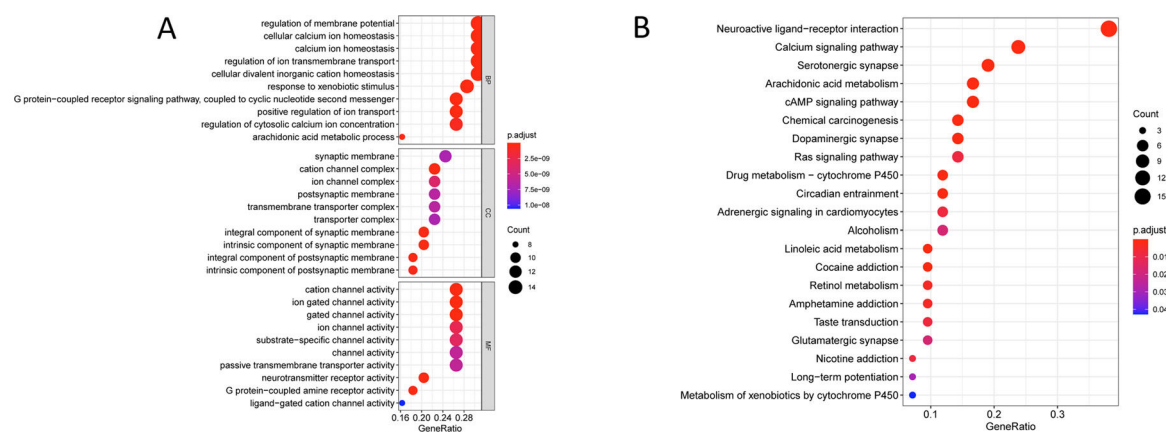 A
regulation of membrane potential
cellular calcium ion homeostasis
calcium ion homeostasis
regulation of ion transmembrane transport
cellular divalent inorganic cation homeostasis
response to xenobiotic stimulus
G protein-coupled receptor signaling pathway, coupled to cyclic nucleotide second messenger
positive regulation of ion transport
regulation of cytosolic calcium ion concentration
arachidonic acid metabolic process
BP
synaptic membrane
cation channel complex
ion channel complex
postsynaptic membrane
transmembrane transporter complex
transporter complex
integral component of synaptic membrane
intrinsic component of synaptic membrane
integral component of postsynaptic membrane
intrinsic component of postsynaptic membrane
CC
cation channel activity
ion gated channel activity
gated channel activity
ion channel activity
substrate-specific channel activity
channel activity
passive transmembrane transporter activity
neurotransmitter receptor activity
G protein-coupled amine receptor activity
ligand-gated cation channel activity
MF
0.16 0.20 0.24 0.28
GeneRatio
p.adjust
2.5e-09
5.0e-09
7.5e-09
1.0e-08
Count
8
10
12
14
B
Neuroactive ligand-receptor interaction
Calcium signaling pathway
Serotonergic synapse
Arachidonic acid metabolism
cAMP signaling pathway
Chemical carcinogenesis
Dopaminergic synapse
Ras signaling pathway
Drug metabolism − cytochrome P450
Circadian entrainment
Adrenergic signaling in cardiomyocytes
Alcoholism
Linoleic acid metabolism
Cocaine addiction
Retinol metabolism
Amphetamine addiction
Taste transduction
Glutamatergic synapse
Nicotine addiction
Long-term potentiation
Metabolism of xenobiotics by cytochrome P450
0.1 0.2 0.3
GeneRatio
Count
3
6
9
12
15
p.adjust
0.01
0.02
0.03
0.04